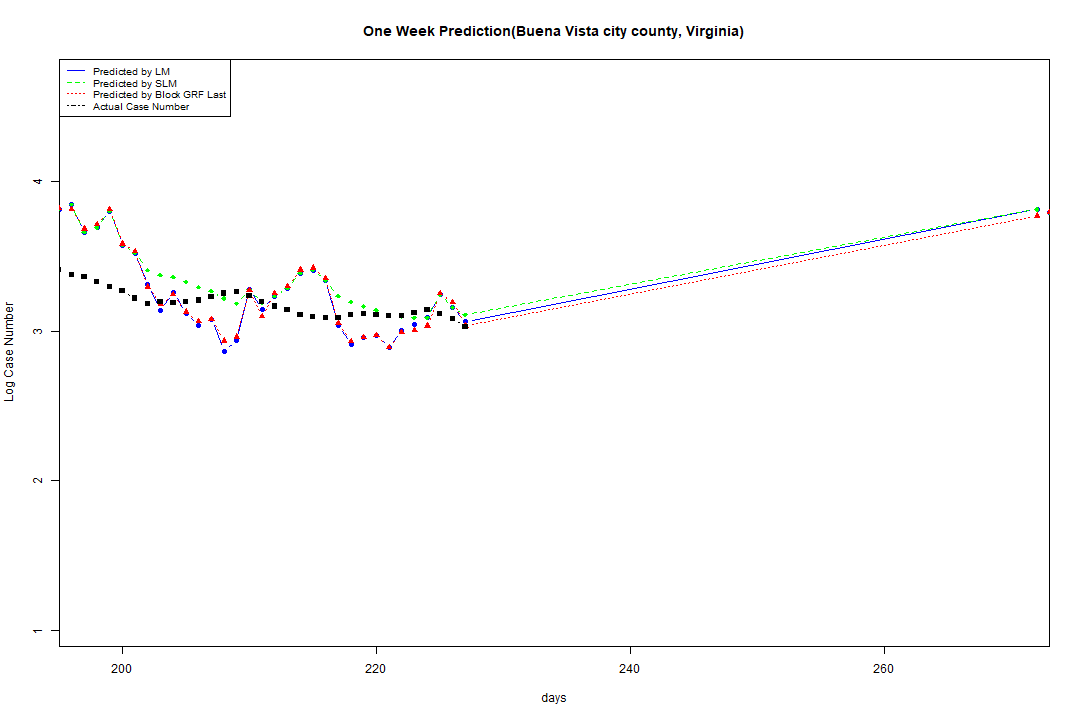 One Week Prediction(Buena Vista city county, Virginia)
Predicted by LM
Predicted by SLM
Predicted by Block GRF Last
Actual Case Number
4
3
2
1
Log Case Number
200
220
240
260
days